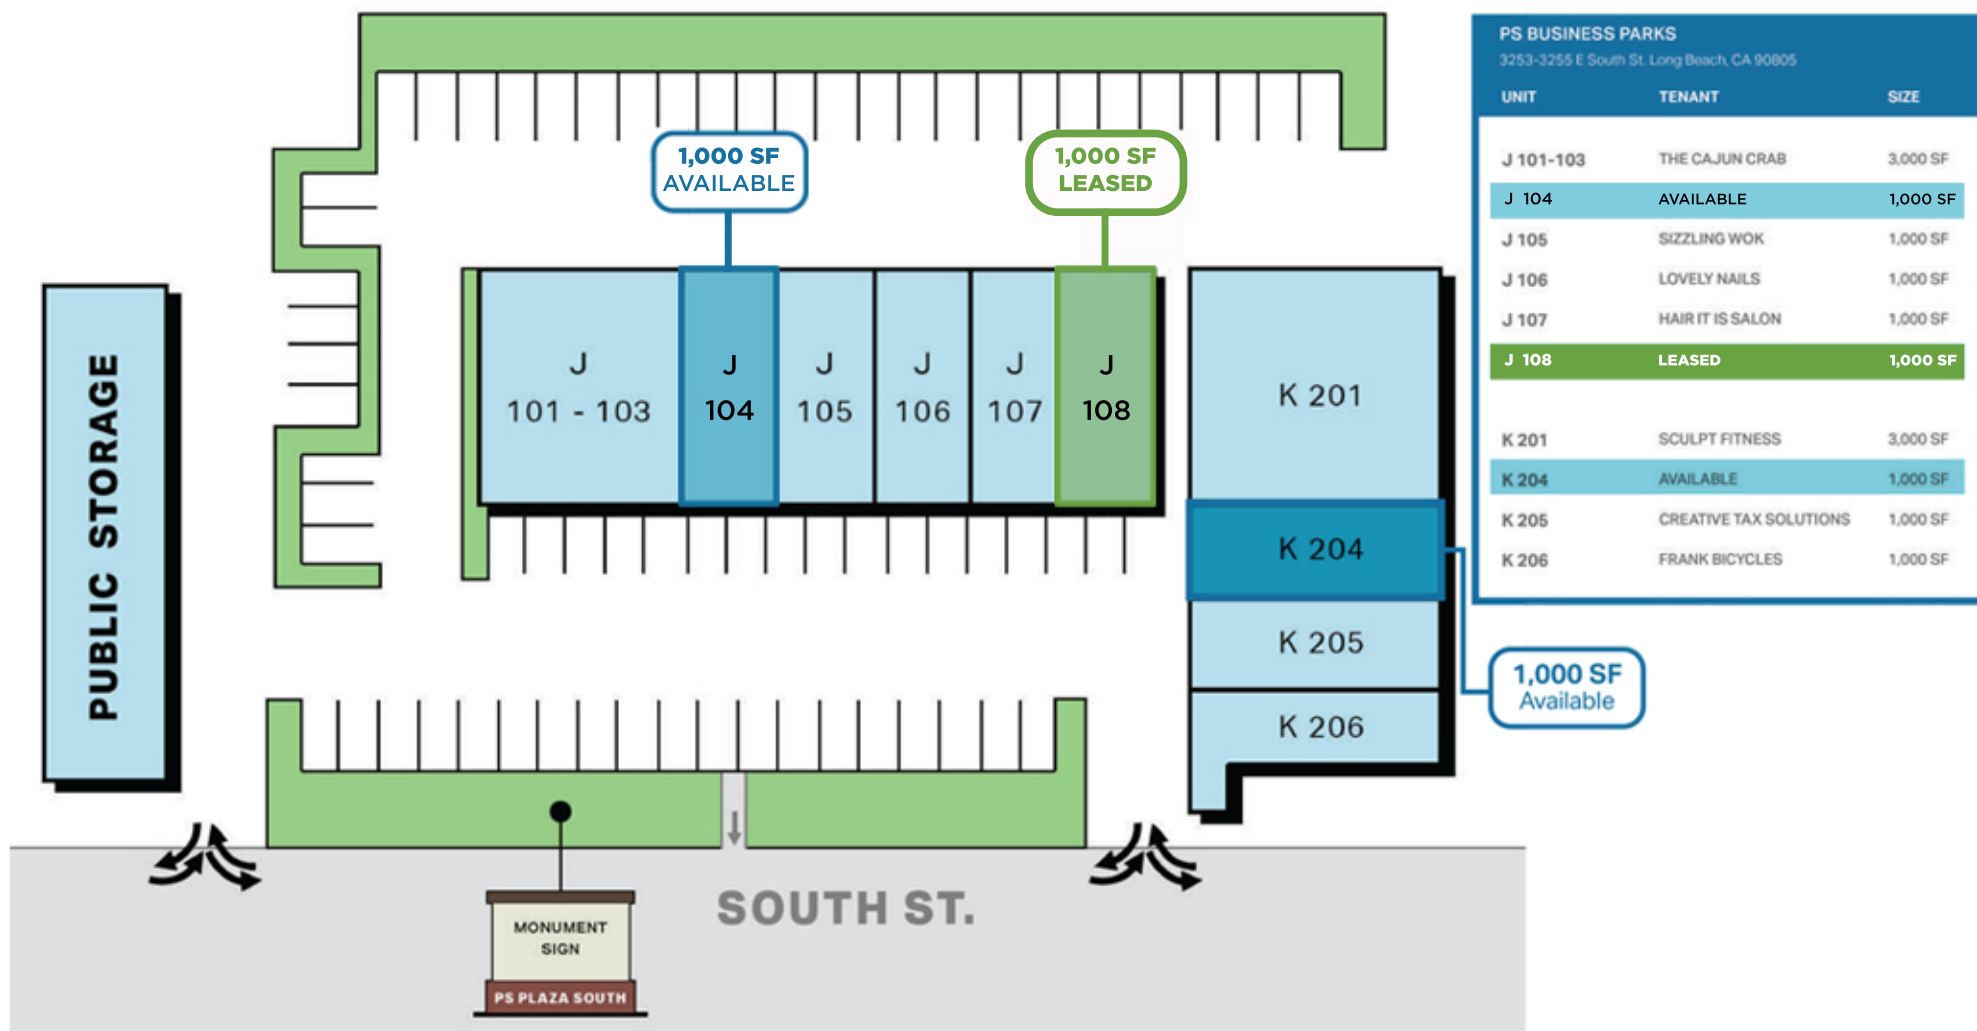 PS BUSINESS PARKS
3253-3255 E South St. Long Beach, CA 90805
UNIT TENANT SIZE
J 101-103 THE CAJUN CRAB 3,000 SF
J 104 AVAILABLE 1,000 SF
J 105 SIZZLING WOK 1,000 SF
J 106 LOVELY NAILS 1,000 SF
J 107 HAIR IT IS SALON 1,000 SF
J 108 LEASED 1,000 SF
K 201 SCULPT FITNESS 3,000 SF
K 204 AVAILABLE 1,000 SF
K 205 CREATIVE TAX SOLUTIONS 1,000 SF
K 206 FRANK BICYCLES 1,000 SF
1,000 SF
AVAILABLE
1,000 SF
LEASED
PUBLIC STORAGE
J
101 - 103
J
104
J
105
J
106
J
107
J
108
K 201
K 204
K 205
K 206
1,000 SF
Available
SOUTH ST.
MONUMENT
SIGN
PS PLAZA SOUTH